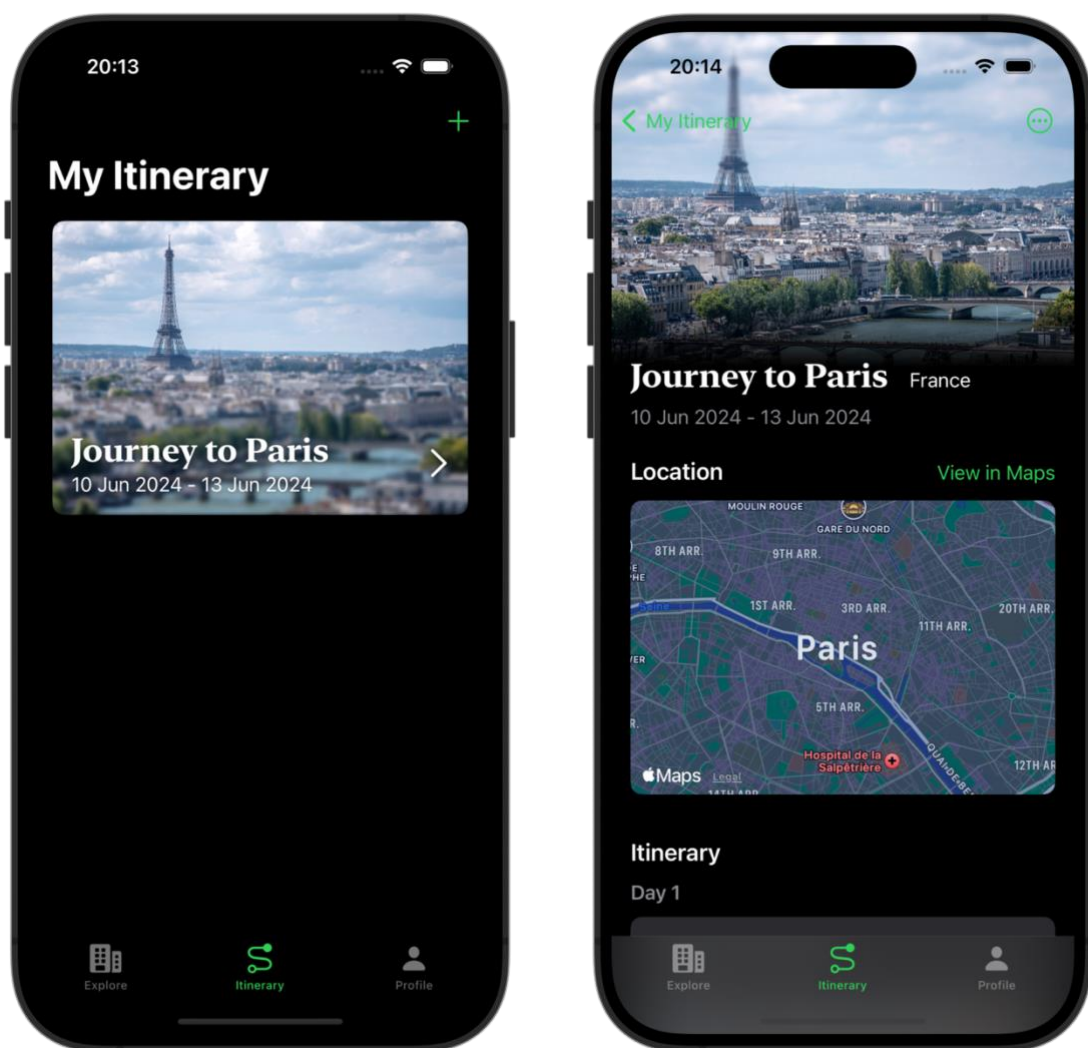 20:13
My Itinerary
Journey to Paris
10 Jun 2024 - 13 Jun 2024
Explore
Itinerary
Profile
20:14
My Itinerary
Journey to Paris France
10 Jun 2024 - 13 Jun 2024
Location
View in Maps
MOULIN ROUGE
GARE DU NORD
8TH ARR.
9TH ARR.
1ST ARR.
3RD ARR.
20TH ARR.
11TH ARR.
Seine
Paris
5TH ARR.
Hospital de la
Salpêtrière
12TH AR
Maps
Legal
14TH ARR
Itinerary
Day 1
Explore
Itinerary
Profile